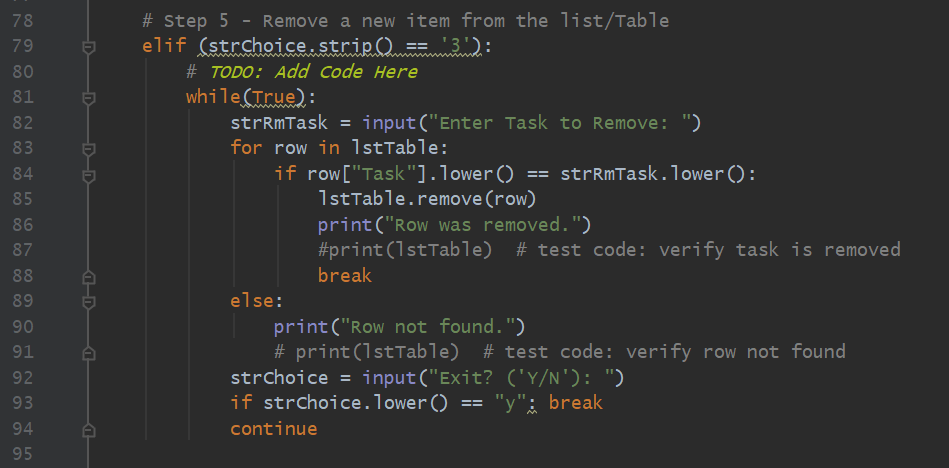 78 # Step 5 - Remove a new item from the list/Table
79 elif (strChoice.strip() == '3'):
80 # TODO: Add Code Here
81 while(True):
82 strRmTask = input("Enter Task to Remove: ")
83 for row in lstTable:
84 if row["Task"].lower() == strRmTask.lower():
85 lstTable.remove(row)
86 print("Row was removed.")
87 #print(lstTable)  # test code: verify task is removed
88 break
89 else:
90 print("Row not found.")
91 # print(lstTable)  # test code: verify row not found
92 strChoice = input("Exit? ('Y/N'): ")
93 if strChoice.lower() == "y": break
94 continue
95